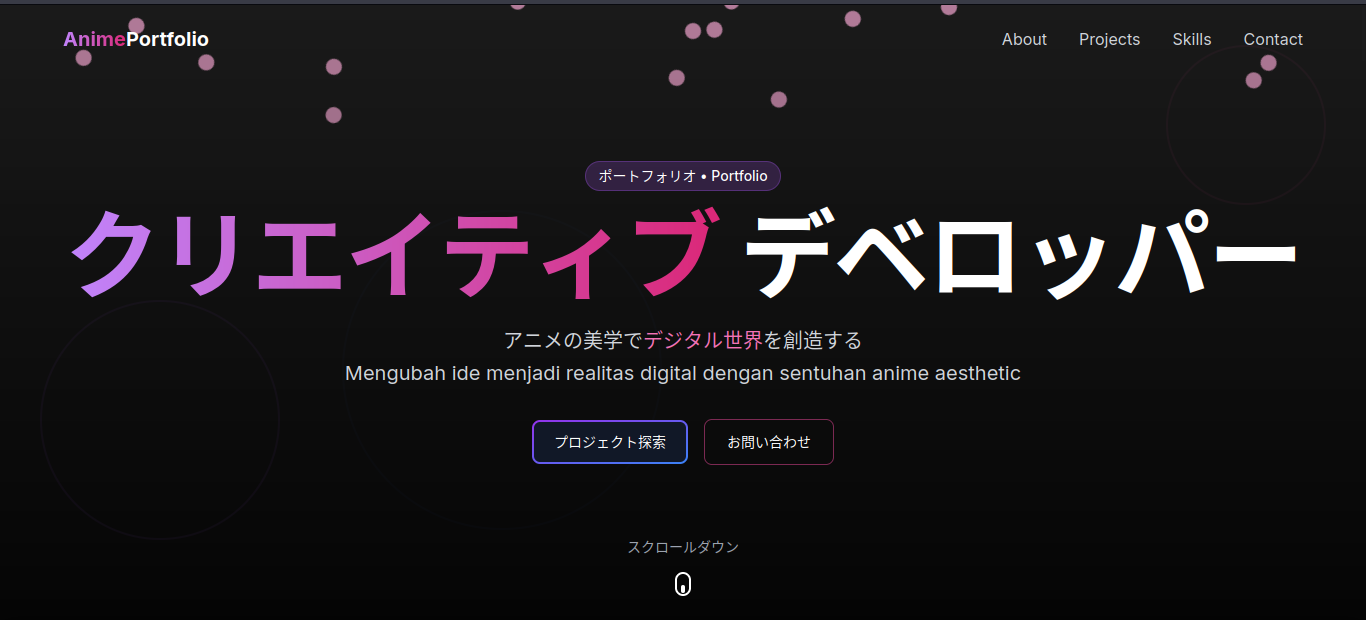 AnimePortfolio
About Projects Skills Contact
ポートフォリオ • Portfolio
クリエイティブ デベロッパー
アニメの美学でデジタル世界を創造する
Mengubah ide menjadi realitas digital dengan sentuhan anime aesthetic
プロジェクト探索 お問い合わせ
スクロールダウン